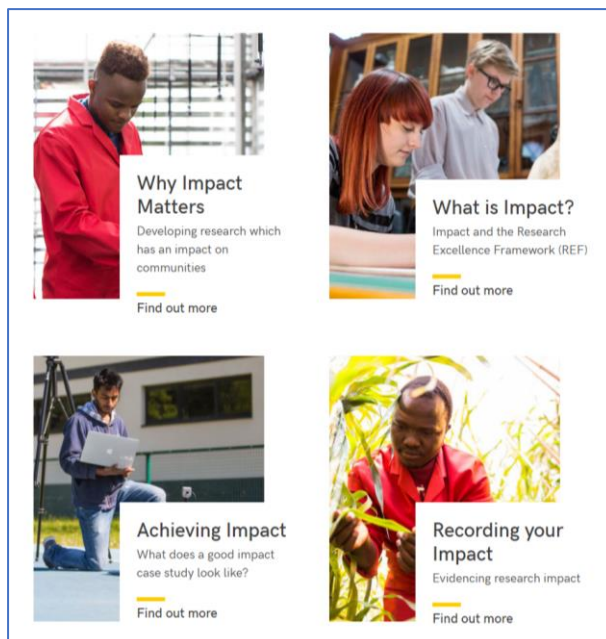 Why Impact
Matters
Developing research which
has an impact on
communities
Find out more
What is Impact?
Impact and the Research
Excellence Framework (REF)
Find out more
Achieving Impact
What does a good impact
case study look like?
Find out more
Recording your
Impact
Evidencing research impact
Find out more